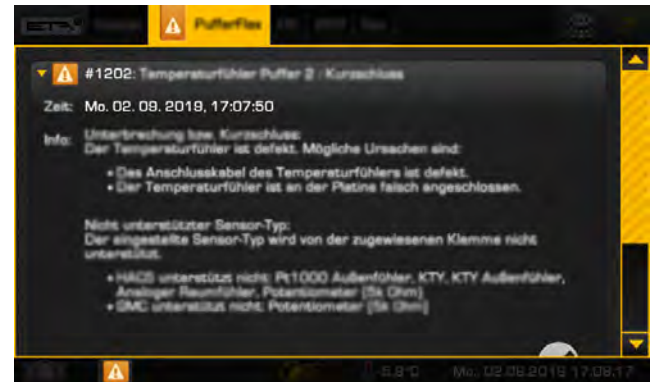 ETA PufferFlex
#1202: Temperaturfühler Puffer 2 : Kurzschluss
Zeit: Mo. 02. 09. 2019, 17:07:50
Info: Unterbrechung bzw. Kurzschluss:
Der Temperaturfühler ist defekt. Mögliche Ursachen sind:
• Das Anschlusskabel des Temperaturfühlers ist defekt.
• Der Temperaturfühler ist an der Platine falsch angeschlossen.
Nicht unterstützter Sensor-Typ:
Der eingestellte Sensor-Typ wird von der zugewiesenen Klemme nicht
unterstützt.
• unterstützt nicht: Pt1000 Außenfühler, KTY, KTY Außenfühler,
Analoger Raumfühler, Potentiometer (5k Ohm)
• GMC unterstützt nicht: Potentiometer (5k Ohm)
-5,8°C Mo., 02.09.2019 17:08:17